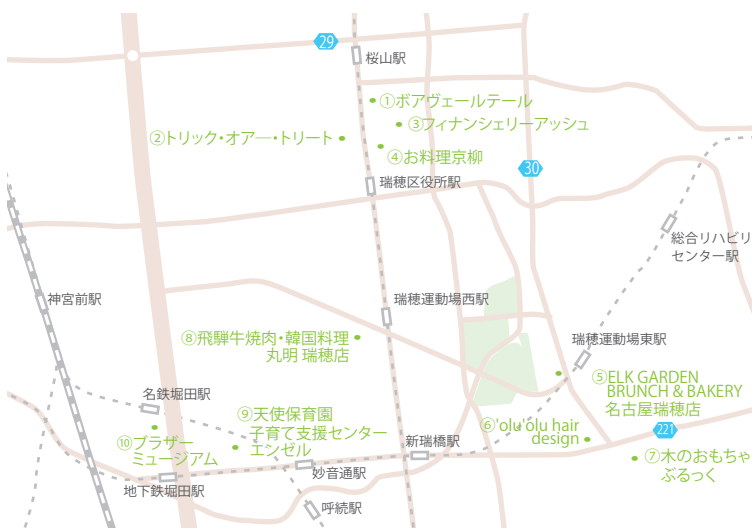 29
桜山駅
①ボアヴェールテール
③フィナンシェリーアッシュ
②トリック・オアー・トリート
④お料理京柳
30
瑞穂区役所駅
総合リハビリ
センター駅
神宮前駅
瑞穂運動場西駅
⑧飛騨牛焼肉・韓国料理
丸明 瑞穂店
瑞穂運動場東駅
⑤ELK GARDEN
BRUNCH & BAKERY
名古屋瑞穂店
名鉄堀田駅
⑨天使保育園
子育て支援センター
エンゼル
⑥'olu'olu hair
design
221
⑩ブラザー
ミュージアム
新瑞橋駅
⑦木のおもちゃ
ぶるっく
妙音通駅
地下鉄堀田駅
呼続駅